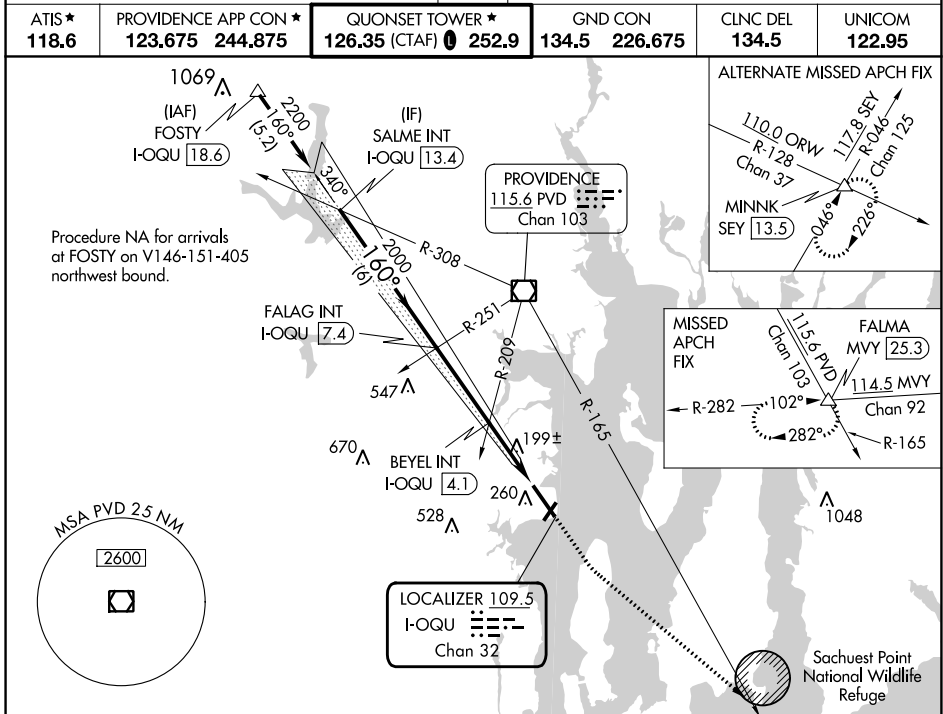 ATIS★
118.6
PROVIDENCE APP CON★
123.675 244.875
QUONSET TOWER★
126.35 (CTAF) L 252.9
GND CON
134.5 226.675
CLNC DEL
134.5
UNICOM
122.95
1069
(IAF)
FOSTY
I-OQU 18.6
2200
160°
(5.2)
(IF)
SALME INT
I-OQU 13.4
340°
Procedure NA for arrivals
at FOSTY on V146-151-405
northwest bound.
2000
160°
(6)
R-308
PROVIDENCE
115.6 PVD
Chan 103
R-251
R-209
R-165
FALAG INT
I-OQU 7.4
547
670
BEYEL INT
I-OQU 4.1
199±
260
528
1048
MSA PVD 25 NM
2600
LOCALIZER 109.5
I-OQU
Chan 32
Sachuest Point
National Wildlife
Refuge
ALTERNATE MISSED APCH FIX
110.0 ORW
R-128
Chan 37
117.8 SEY
R-046
Chan 125
MINNK
SEY 13.5
046°
226°
MISSED
APCH
FIX
115.6 PVD
Chan 103
FALMA
MVY 25.3
114.5 MVY
Chan 92
R-282
102°
282°
R-165